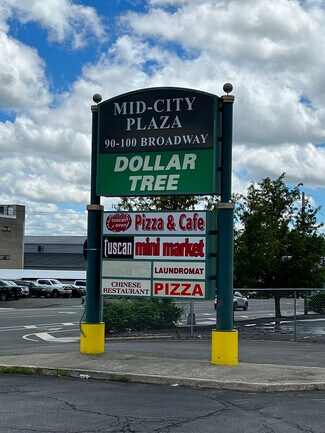 MID-CITY
PLAZA
90-100 BROADWAY
DOLLAR
TREE
Pizza & Cafe
tuscan mini market
LAUNDROMAT
CHINESE
RESTAURANT
PIZZA